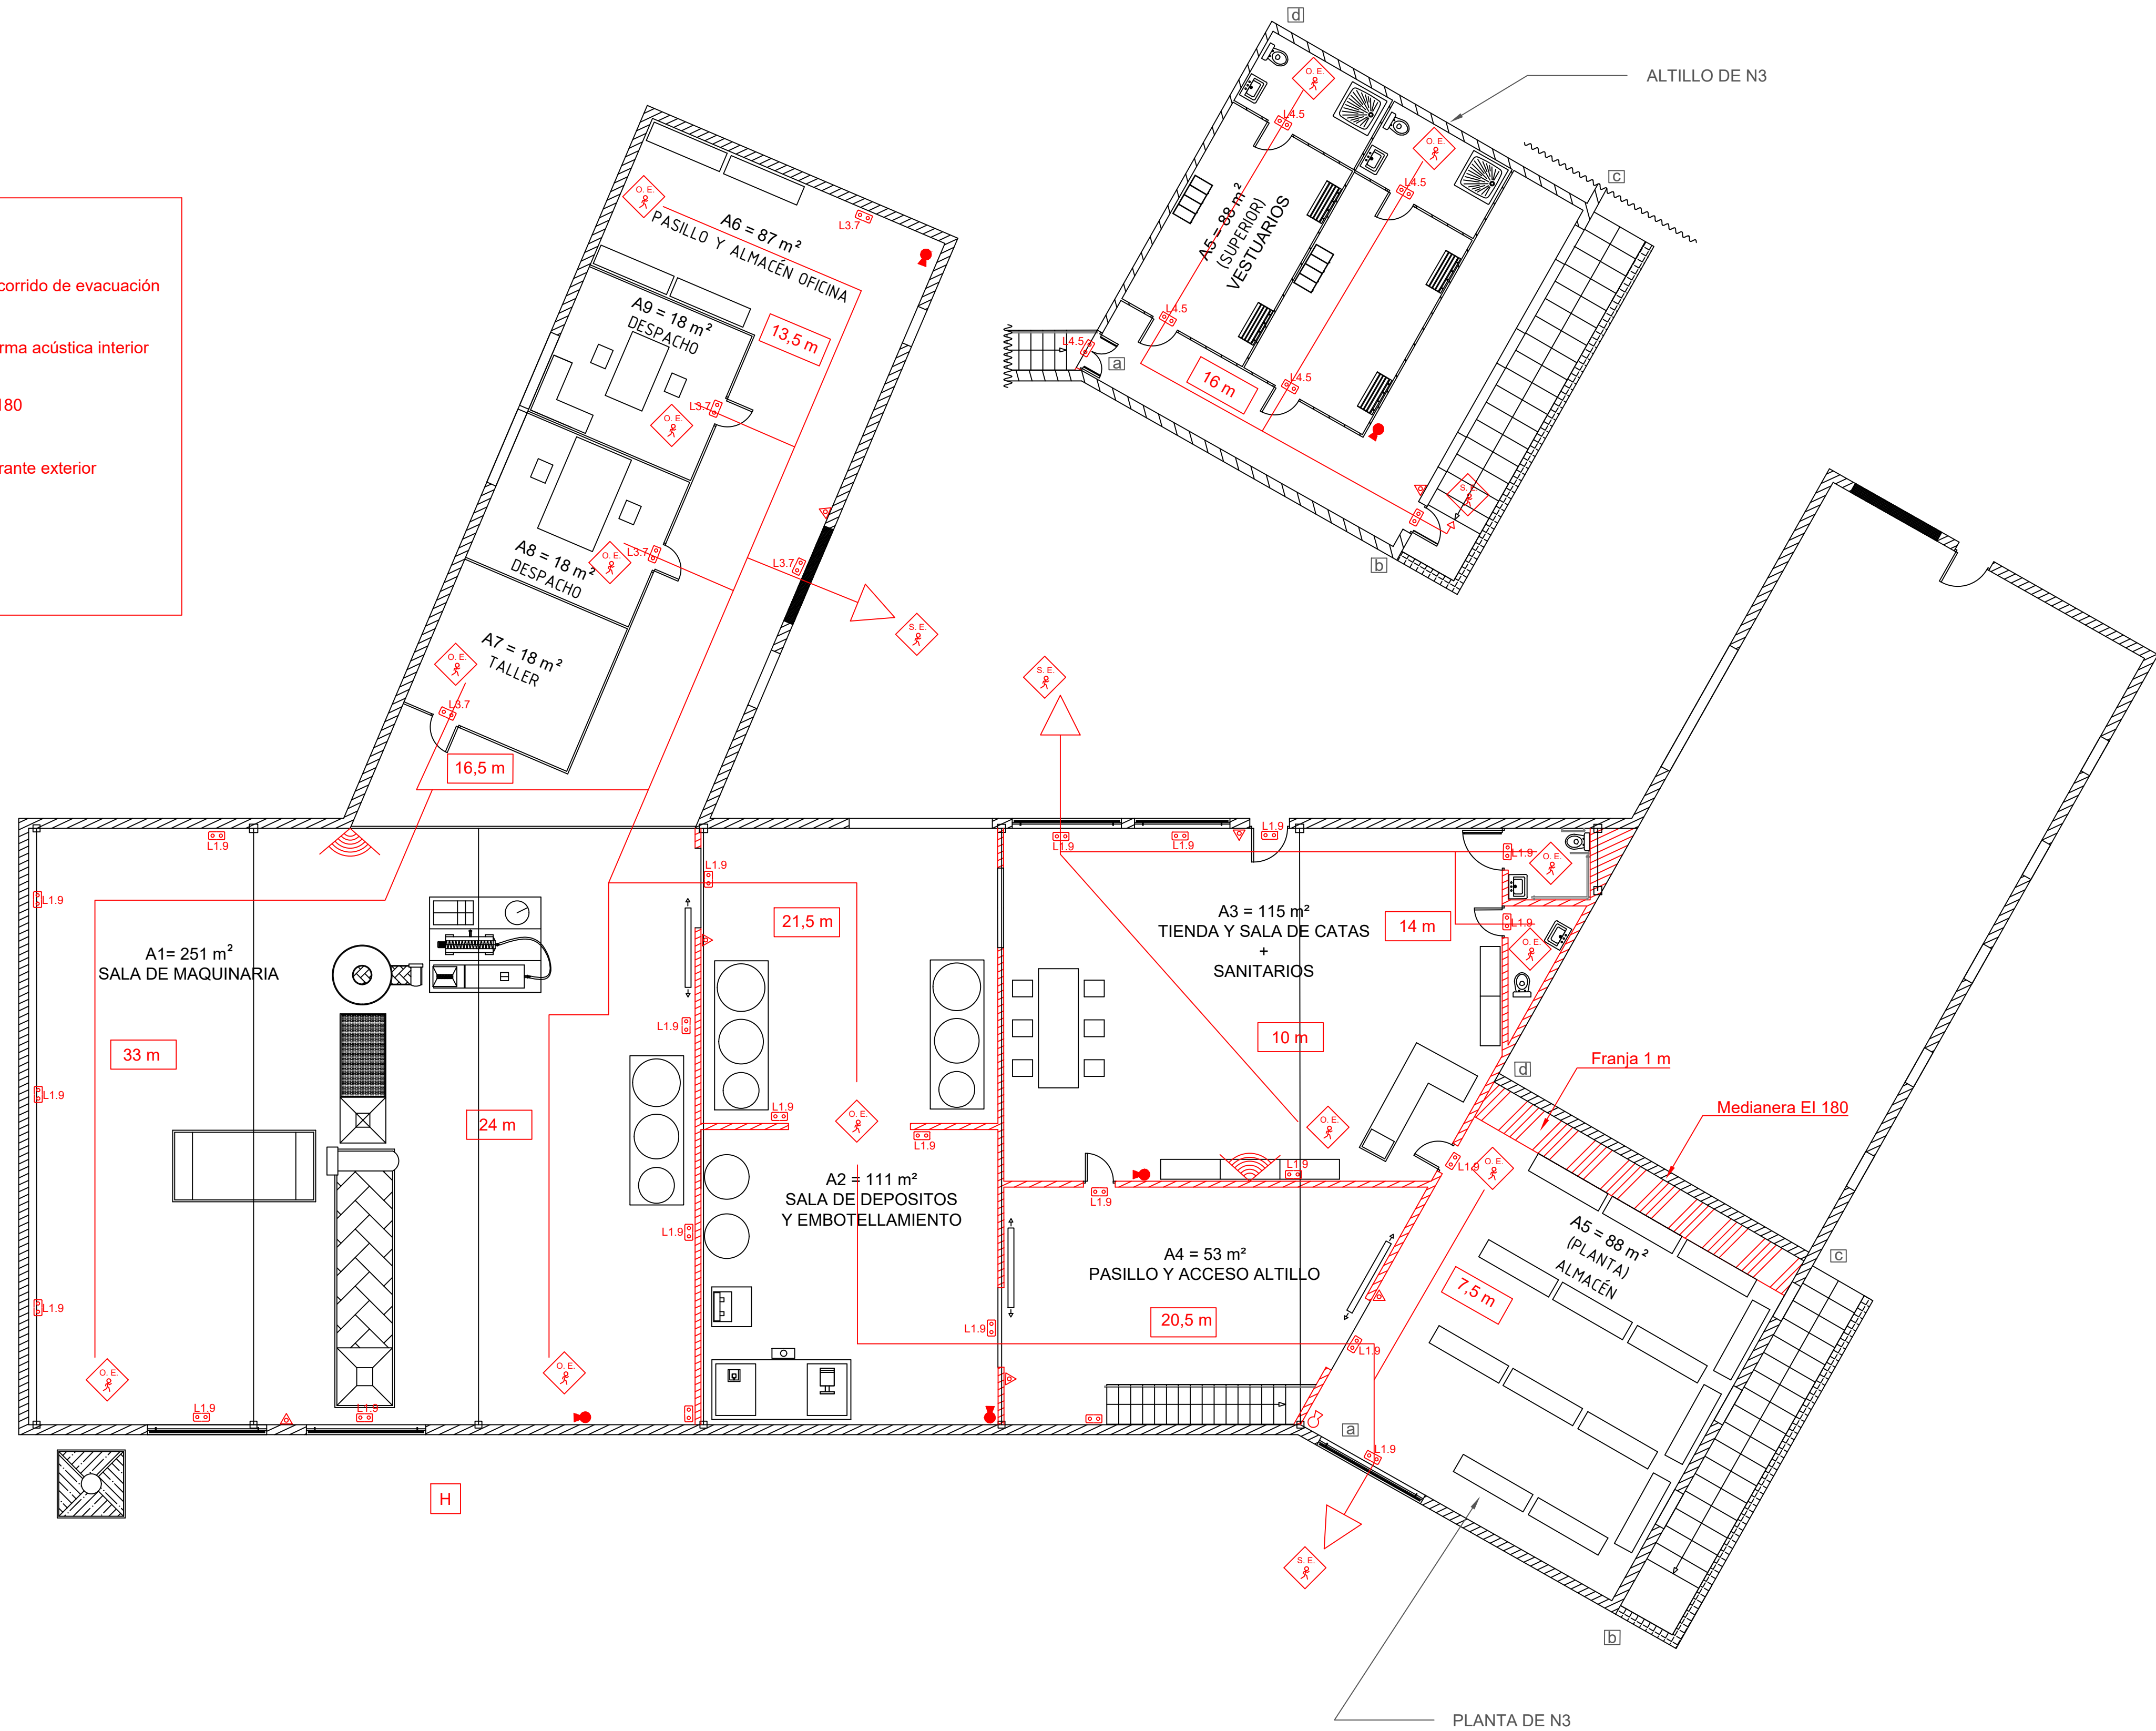 d
ALTILLO DE N3
O. E.
L4.5
O. E.
L4.5
c
A5 = 88 m²
(SUPERIOR)
VESTUARIOS
L4.5
L4.5
a
16 m
L4.5
S. E.
b
corrido de evacuación
rma acústica interior
180
rante exterior
O. E.
A6 = 87 m²
PASILLO Y ALMACÉN OFICINA
L3.7
13,5 m
A9 = 18 m²
DESPACHO
L3.7
O. E.
A8 = 18 m²
DESPACHO
O. E.
L3.7
L3.7
S. E.
A7 = 18 m²
TALLER
O. E.
L3.7
16,5 m
S. E.
L1.9
L1.9
L1.9
L1.9
L1.9
L1.9
O. E.
L1.9
A1= 251 m²
SALA DE MAQUINARIA
21,5 m
A3 = 115 m²
TIENDA Y SALA DE CATAS
+
SANITARIOS
14 m
L1.9
O. E.
33 m
L1.9
10 m
d
Franja 1 m
L1.9
Medianera EI 180
24 m
L1.9
O. E.
L1.9
O. E.
A2 = 111 m²
SALA DE DEPOSITOS
Y EMBOTELLAMIENTO
L1.9
L1.9
L1.9
O. E.
L1.9
A4 = 53 m²
PASILLO Y ACCESO ALTILLO
A5 = 88 m²
(PLANTA)
ALMACÉN
c
7,5 m
L1.9
L1.9
20,5 m
L1.9
O. E.
O. E.
L1.9
L1.9
a
L1.9
H
S. E.
b
PLANTA DE N3